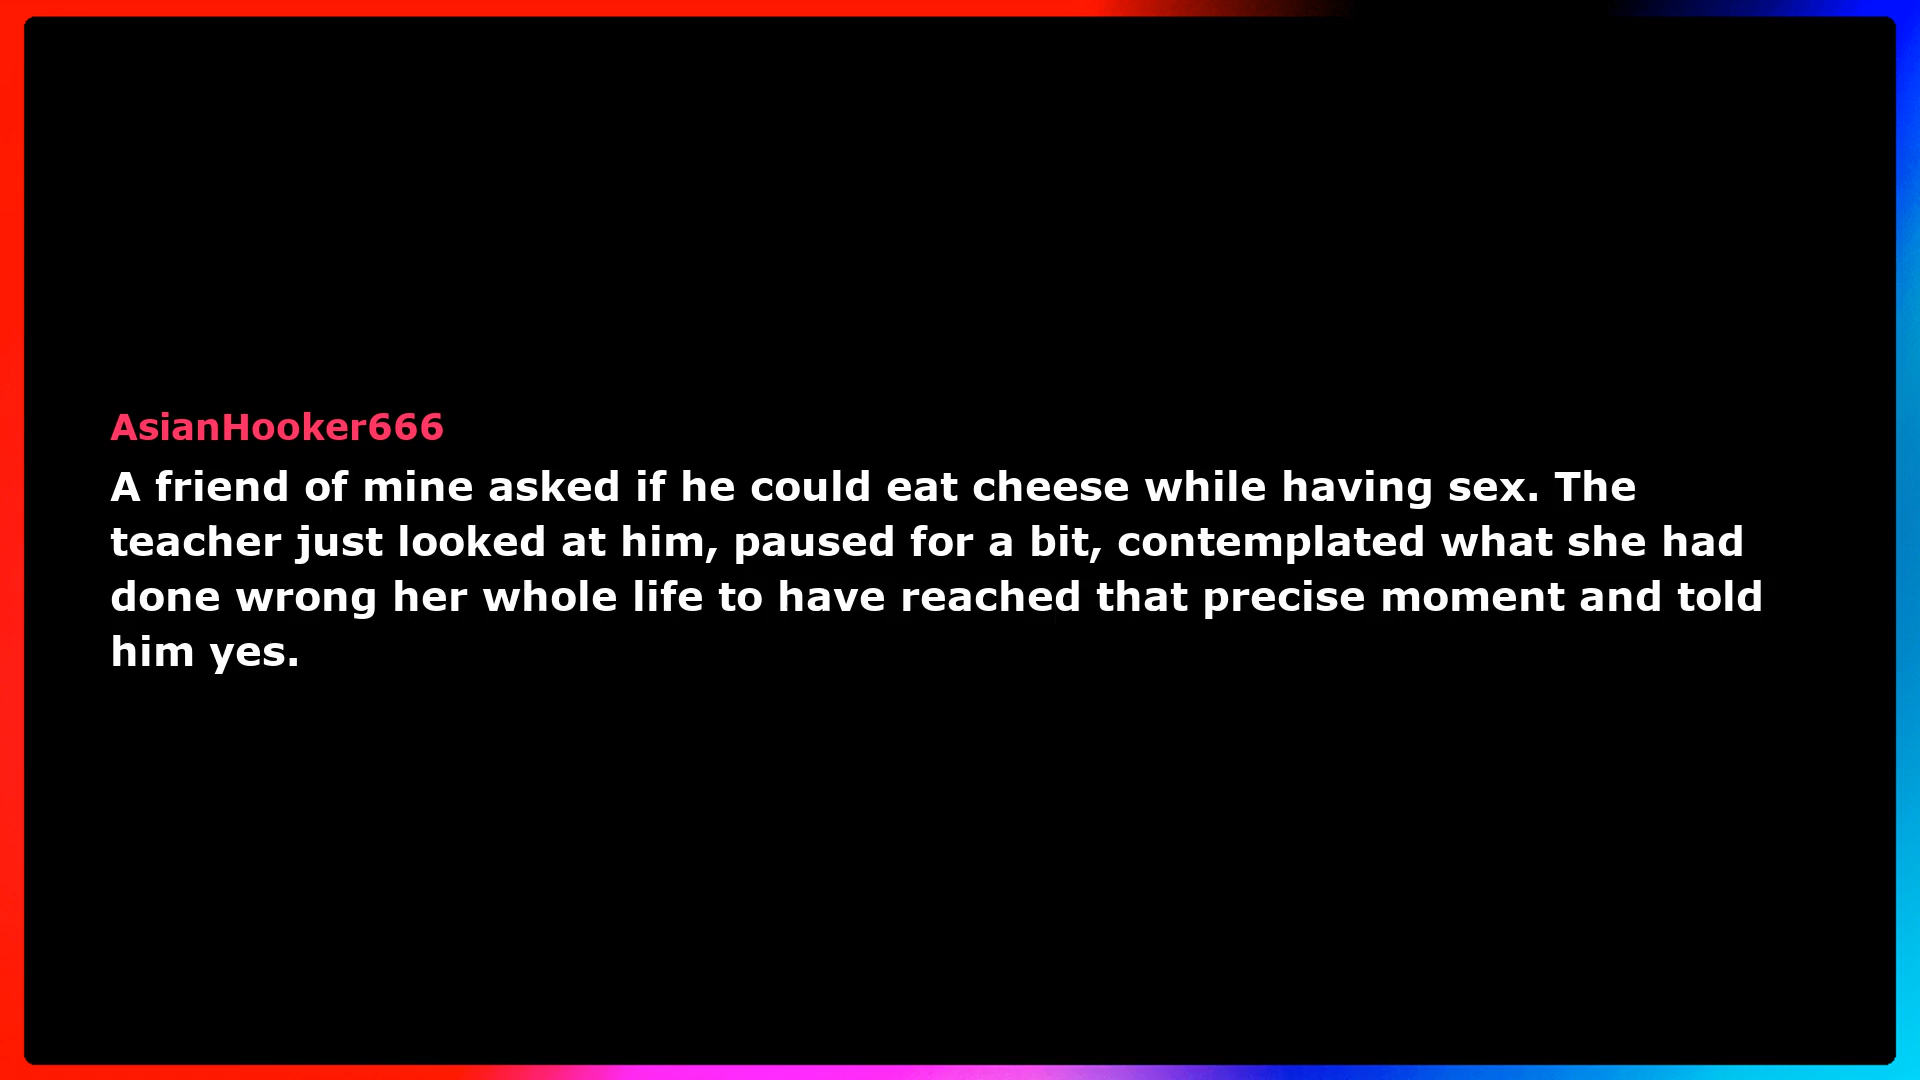 AsianHooker666
A friend of mine asked if he could eat cheese while having sex. The
teacher just looked at him, paused for a bit, contemplated what she had
done wrong her whole life to have reached that precise moment and told
him yes.